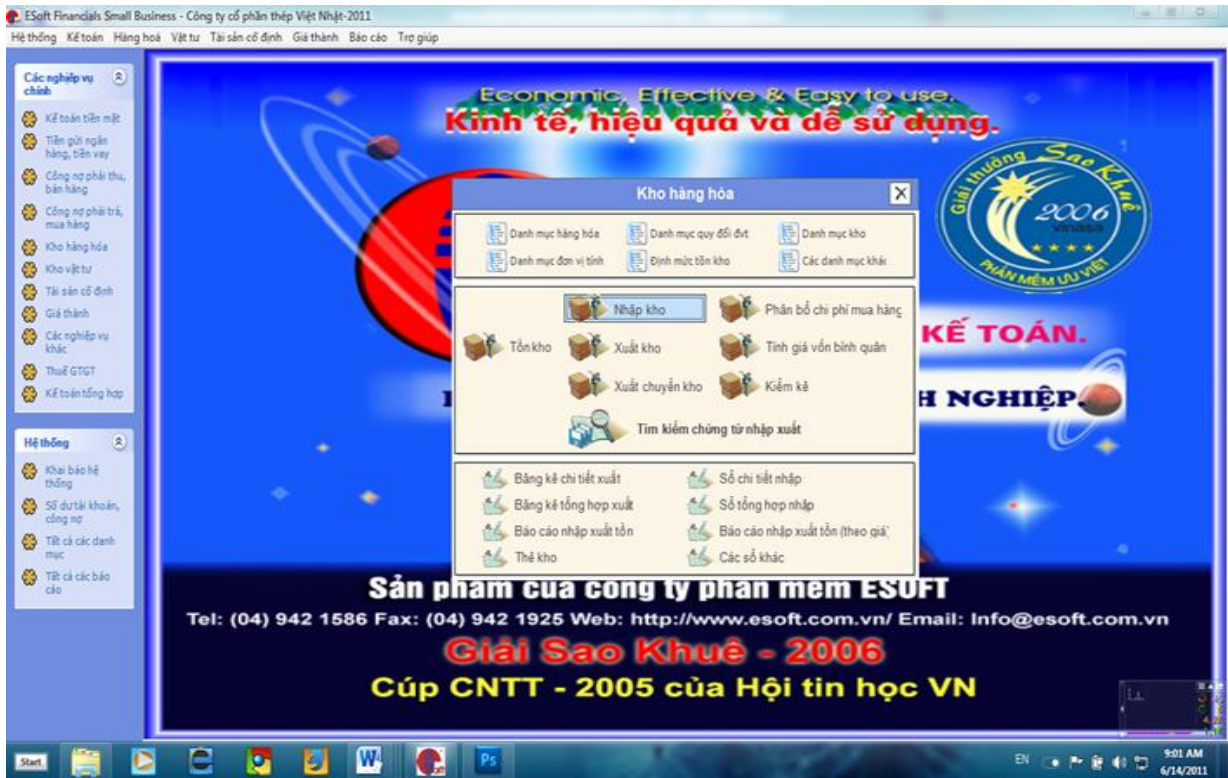 ESoft Financials Small Business - Công ty cổ phần thép Việt Nhật-2011
Hệ thống Kế toán Hàng hoá Vật tư Tài sản cố định Giá thành Báo cáo Trợ giúp
Các nghiệp vụ
chính
Kế toán tiền mặt
Tiền gửi ngân
hàng, tiền vay
Công nợ phải thu,
bán hàng
Công nợ phải trả,
mua hàng
Kho hàng hóa
Kho vật tư
Tài sản cố định
Giá thành
Các nghiệp vụ
khác
Thuế GTGT
Kế toán tổng hợp
Hệ thống
Khai báo hệ
thống
Số dư tài khoản,
công nợ
Tất cả các danh
mục
Tất cả các báo
cáo
Economic, Effective & Easy to use.
Kinh tế, hiệu quả và dễ sử dụng.
Giải thưởng Sao Khuê
2006
vinasa
PHẦN MỀM ƯU VIỆT
KẾ TOÁN.
H NGHIỆP.
Kho hàng hóa
Danh mục hàng hóa Danh mục quy đổi đvt Danh mục kho
Danh mục đơn vị tính Định mức tồn kho Các danh mục khác
Nhập kho Phân bổ chi phí mua hàng
Tồn kho Xuất kho Tính giá vốn bình quân
Xuất chuyển kho Kiểm kê
Tìm kiếm chứng từ nhập xuất
Bảng kê chi tiết xuất Sổ chi tiết nhập
Bảng kê tổng hợp xuất Sổ tổng hợp nhập
Báo cáo nhập xuất tồn Báo cáo nhập xuất tồn (theo giá)
Thẻ kho Các sổ khác
Sản phẩm của công ty phần mềm ESOFT
Tel: (04) 942 1586 Fax: (04) 942 1925 Web: http://www.esoft.com.vn/ Email: Info@esoft.com.vn
Giải Sao Khuê - 2006
Cúp CNTT - 2005 của Hội tin học VN
Start
W
Ps
EN
9:01 AM
6/14/2011